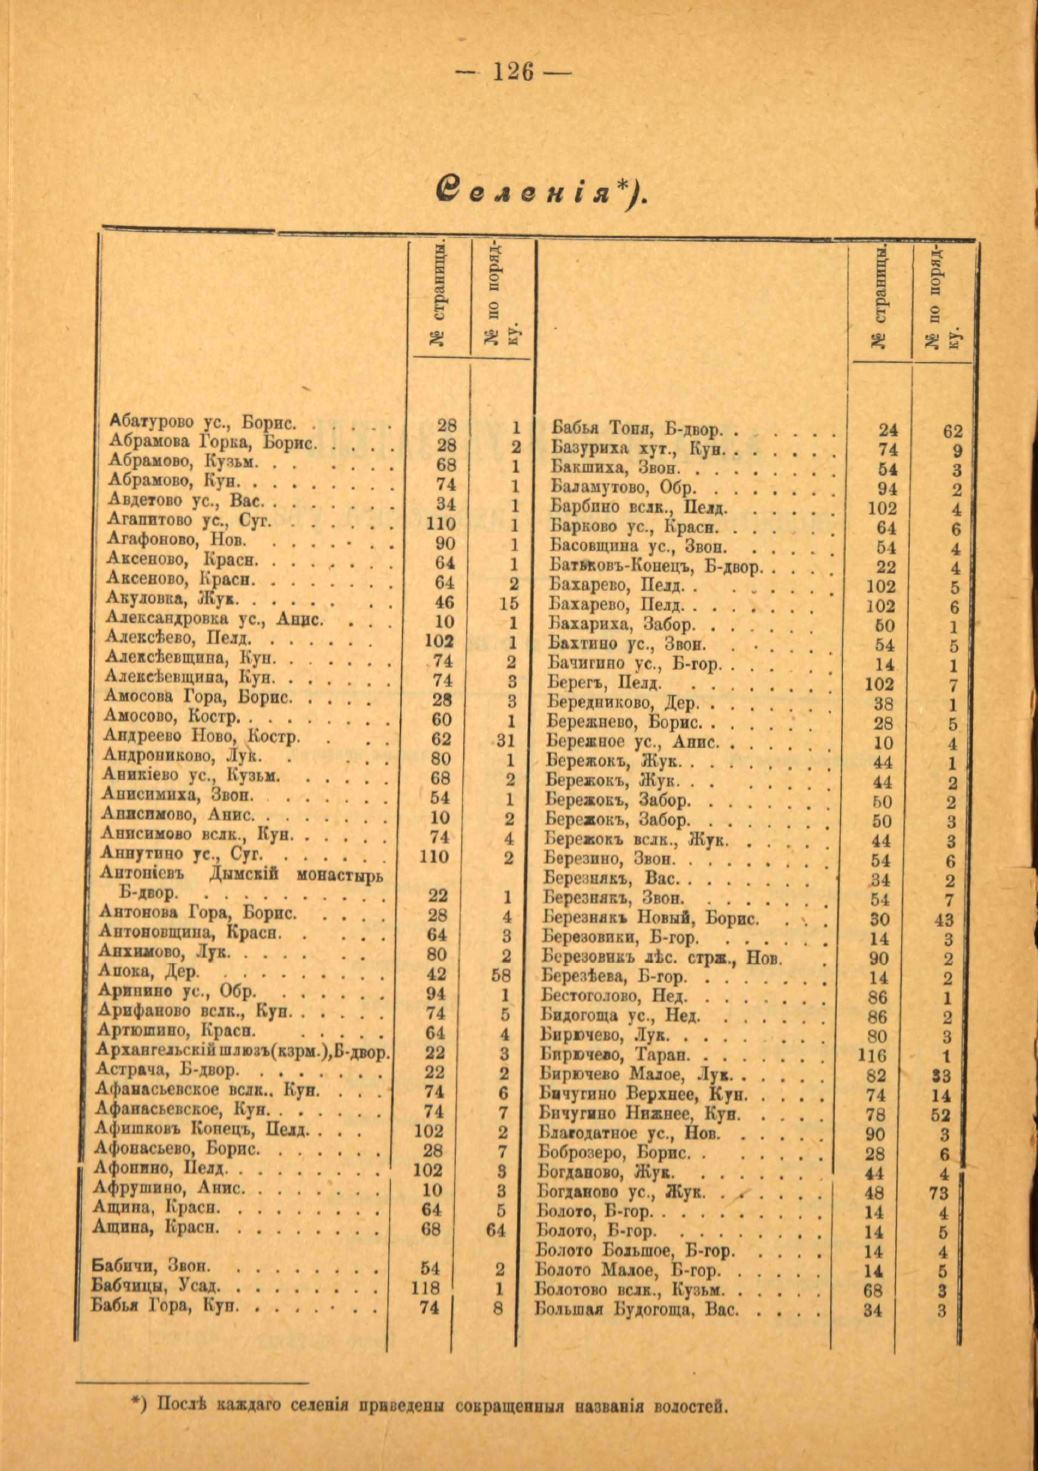 — 126 —
Селенія*).
№ страницы.
№ по поряд-
ку.
№ страницы.
№ по поряд-
ку.
Абатурово ус., Борис. 28 1
Абрамова Горка, Борис. 28 2
Абрамово, Кузьм. 68 1
Абрамово, Кун. 74 1
Авдетово ус., Вас. 34 1
Агапитово ус., Суг. 110 1
Агафоново, Нов. 90 1
Аксеново, Красн. 64 1
Аксеново, Красн. 64 2
Акуловка, Жук. 46 15
Александровка ус., Анис. 10 1
Алексѣево, Пелд. 102 1
Алексѣевщина, Кун. 74 2
Алексѣевщина, Кун. 74 3
Амосова Гора, Борис. 28 3
Амосово, Костр. 60 1
Андреево Ново, Костр. 62 31
Андрониково, Лук. 80 1
Аникіево ус., Кузьм. 68 2
Анисимиха, Звон. 54 1
Анисимово, Анис. 10 2
Анисимово вслк., Кун. 74 4
Аннутино ус., Суг. 110 2
Антоніевъ Дымскій монастырь
Б-двор. 22 1
Антонова Гора, Борис. 28 4
Антоновщина, Красн. 64 3
Анхимово, Лук. 80 2
Апока, Дер. 42 58
Арипино ус., Обр. 94 1
Арифаново вслк., Кун. 74 5
Артюшино, Красн. 64 4
Архангельскій шлюзъ(кзрм.),Б-двор. 22 3
Астрача, Б-двор. 22 2
Афанасьевское вслк., Кун. 74 6
Афанасьевское, Кун. 74 7
Афишковъ Конецъ, Пелд. 102 2
Афонасьево, Борис. 28 7
Афонино, Пелд. 102 3
Афрушино, Анис. 10 3
Ащина, Красн. 64 5
Ащина, Красн. 68 64
Бабичи, Звон. 54 2
Бабчицы, Усад. 118 1
Бабья Гора, Кун. 74 8
Бабья Тоня, Б-двор. 24 62
Базуриха хут., Кун. 74 9
Бакшиха, Звон. 54 3
Баламутово, Обр. 94 2
Барбино вслк., Пелд. 102 4
Барково ус., Красн. 64 6
Басовщина ус., Звон. 54 4
Батьковъ-Конецъ, Б-двор. 22 4
Бахарево, Пелд. 102 5
Бахарево, Пелд. 102 6
Бахариха, Забор. 50 1
Бахтино ус., Звон. 54 5
Бачигино ус., Б-гор. 14 1
Берегъ, Пелд. 102 7
Бередниково, Дер. 38 1
Бережнево, Борис. 28 5
Бережное ус., Анис. 10 4
Бережокъ, Жук. 44 1
Бережокъ, Жук. 44 2
Бережокъ, Забор. 50 2
Бережокъ, Забор. 50 3
Бережокъ вслк., Жук. 44 3
Березино, Звон. 54 6
Березнякъ, Вас. 34 2
Березнякъ, Звон. 54 7
Березнякъ Новый, Борис. 30 43
Березовики, Б-гор. 14 3
Березовикъ лѣс. стрж., Нов. 90 2
Березѣева, Б-гор. 14 2
Бестоголово, Нед. 86 1
Бидогоща ус., Нед. 86 2
Бирючево, Лук. 80 3
Бирючево, Таран. 116 1
Бирючево Малое, Лук. 82 33
Бичугино Верхнее, Кун. 74 14
Бичугино Нижнее, Кун. 78 52
Благодатное ус., Нов. 90 3
Боброзеро, Борис. 28 6
Богданово, Жук. 44 4
Богданово ус., Жук. 48 73
Болото, Б-гор. 14 4
Болото, Б-гор. 14 5
Болото Большое, Б-гор. 14 4
Болото Малое, Б-гор. 14 5
Болотово вслк., Кузьм. 68 3
Большая Будогоща, Вас. 34 3
*) Послѣ каждаго селенія приведены сокращенныя названія волостей.